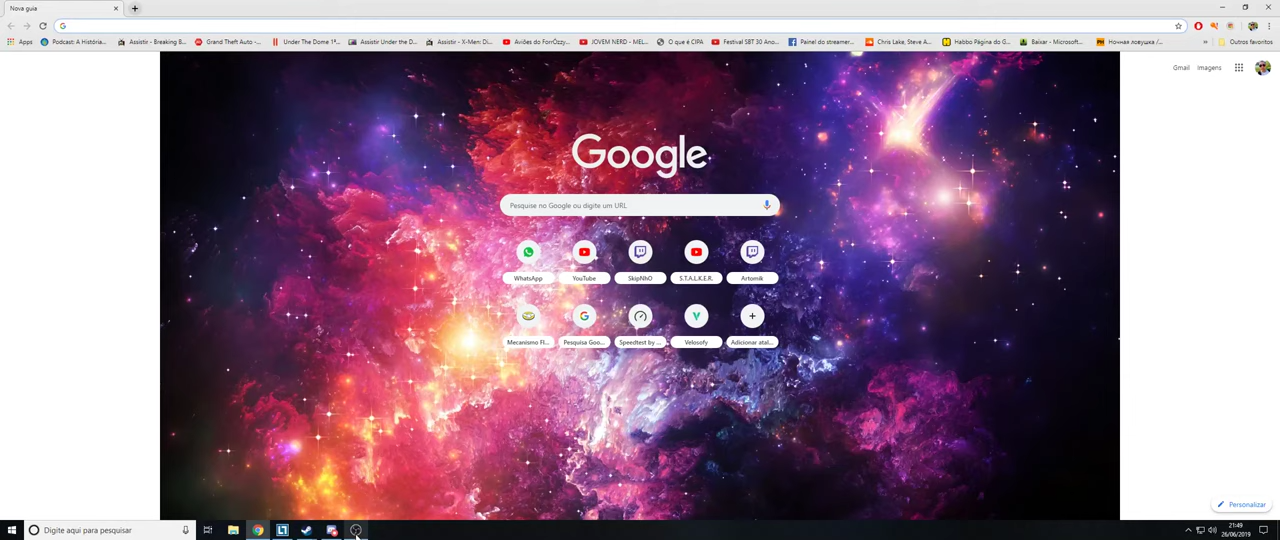 Nova guia
Apps Podcast: A História... Assistir - Breaking B... Grand Theft Auto -... Under The Dome 1ª... Assistir Under the D... Assistir - X-Men: Di... Aviões do ForrÓzzy... JOVEM NERD - MEL... O que é CIPA Festival SBT 30 Ano... Painel do streamer... Chris Lake, Steve A... Habbo Página do G... Baixar - Microsoft... Ночная ловушка /... » Outros favoritos
Gmail Imagens
Google
Pesquise no Google ou digite um URL
WhatsApp YouTube SkipNhO S.T.A.L.K.E.R. Artomik
Mecanismo Fl... Pesquisa Goo... Speedtest by ... Velosofy Adicionar atal...
Personalizar
Digite aqui para pesquisar
21:49
26/06/2019